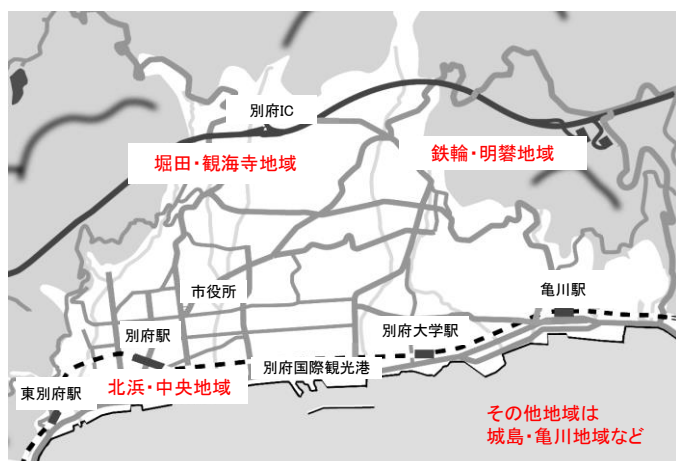 別府IC
堀田・観海寺地域
鉄輪・明礬地域
市役所
亀川駅
別府駅
別府大学駅
別府国際観光港
東別府駅
北浜・中央地域
その他地域は
城島・亀川地域など